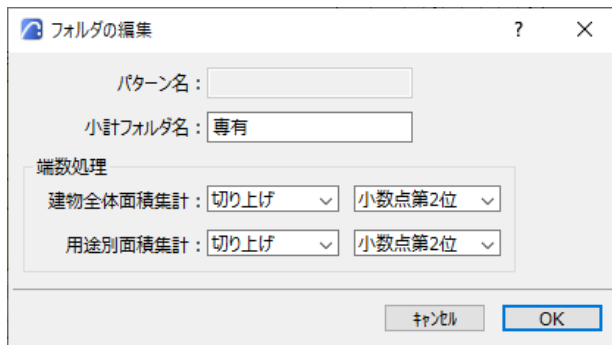 フォルダの編集 ?
パターン名 :
小計フォルダ名 : 専有
端数処理
建物全体面積集計 : 切り上げ 小数点第2位
用途別面積集計 : 切り上げ 小数点第2位
ｷｬﾝｾﾙ OK